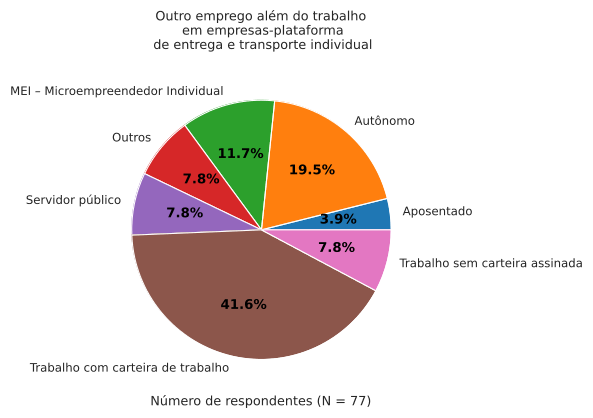 Outro emprego além do trabalho
em empresas-plataforma
de entrega e transporte individual
MEI – Microempreendedor Individual
Autônomo
Outros
11.7%
19.5%
7.8%
Servidor público
7.8%
3.9%
Aposentado
7.8%
Trabalho sem carteira assinada
41.6%
Trabalho com carteira de trabalho
Número de respondentes (N = 77)